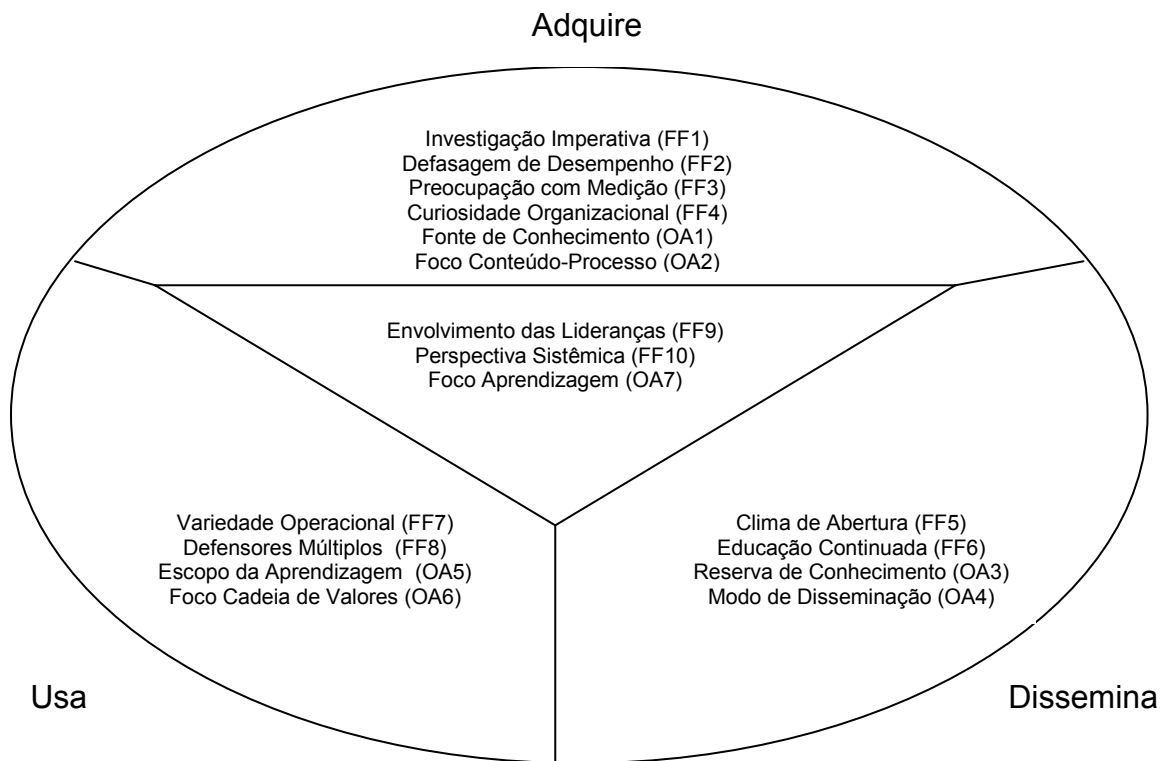 Adquire
Investigação Imperativa (FF1)
Defasagem de Desempenho (FF2)
Preocupação com Medição (FF3)
Curiosidade Organizacional (FF4)
Fonte de Conhecimento (OA1)
Foco Conteúdo-Processo (OA2)
Envolvimento das Lideranças (FF9)
Perspectiva Sistêmica (FF10)
Foco Aprendizagem (OA7)
Variedade Operacional (FF7)
Defensores Múltiplos (FF8)
Escopo da Aprendizagem (OA5)
Foco Cadeia de Valores (OA6)
Clima de Abertura (FF5)
Educação Continuada (FF6)
Reserva de Conhecimento (OA3)
Modo de Disseminação (OA4)
Usa
Dissemina